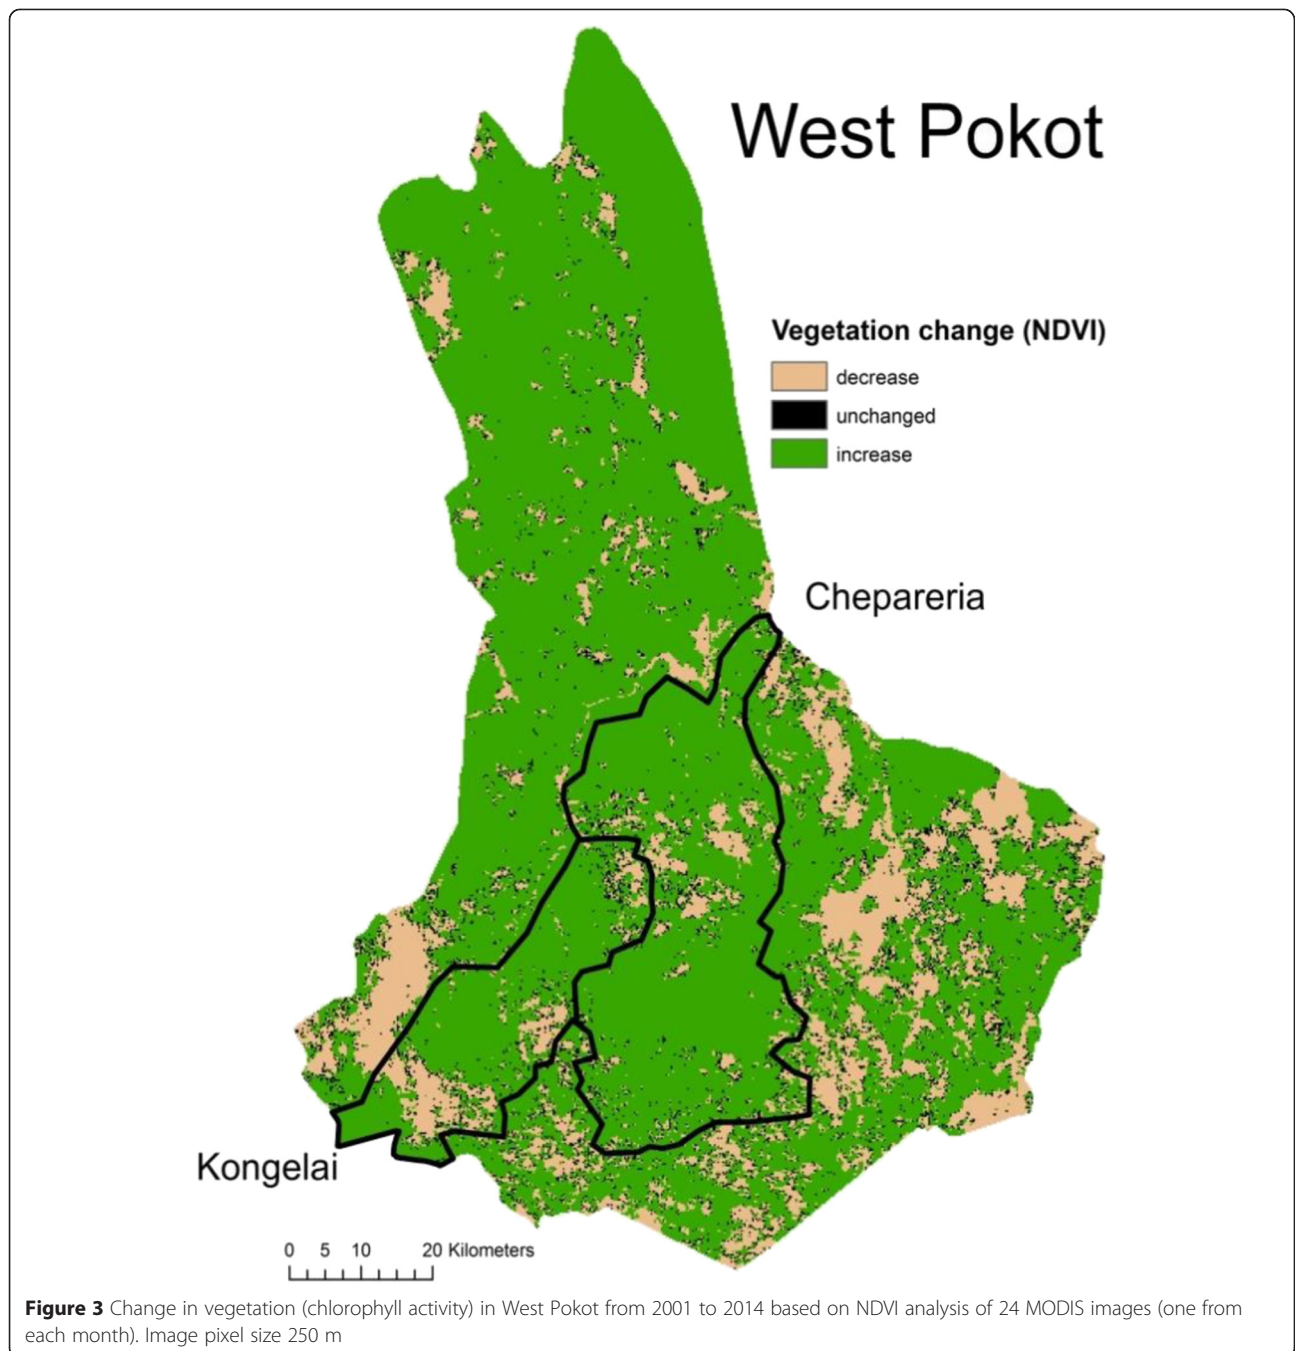 West Pokot
Vegetation change (NDVI)
decrease
unchanged
increase
Chepareria
Kongelai
0 5 10 20 Kilometers
Figure 3 Change in vegetation (chlorophyll activity) in West Pokot from 2001 to 2014 based on NDVI analysis of 24 MODIS images (one from
each month). Image pixel size 250 m